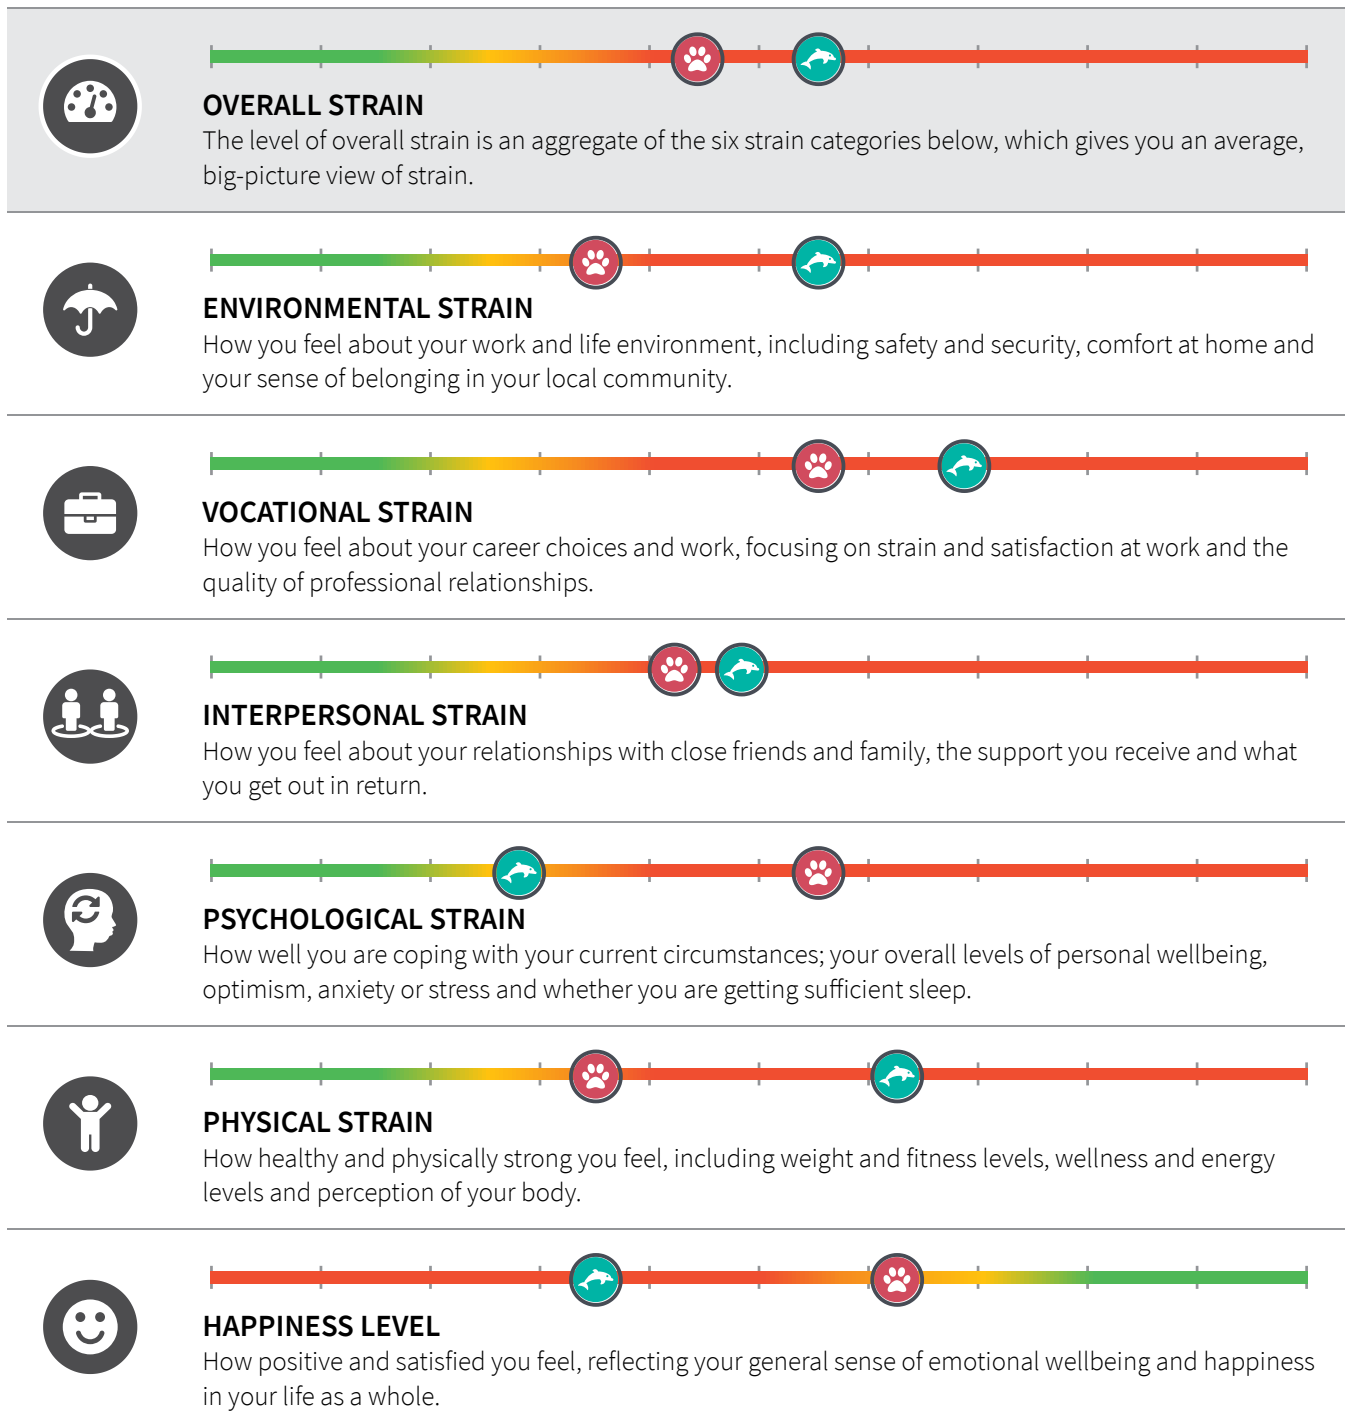 OVERALL STRAIN
The level of overall strain is an aggregate of the six strain categories below, which gives you an average,
big-picture view of strain.
ENVIRONMENTAL STRAIN
How you feel about your work and life environment, including safety and security, comfort at home and
your sense of belonging in your local community.
VOCATIONAL STRAIN
How you feel about your career choices and work, focusing on strain and satisfaction at work and the
quality of professional relationships.
INTERPERSONAL STRAIN
How you feel about your relationships with close friends and family, the support you receive and what
you get out in return.
PSYCHOLOGICAL STRAIN
How well you are coping with your current circumstances; your overall levels of personal wellbeing,
optimism, anxiety or stress and whether you are getting sufficient sleep.
PHYSICAL STRAIN
How healthy and physically strong you feel, including weight and fitness levels, wellness and energy
levels and perception of your body.
HAPPINESS LEVEL
How positive and satisfied you feel, reflecting your general sense of emotional wellbeing and happiness
in your life as a whole.